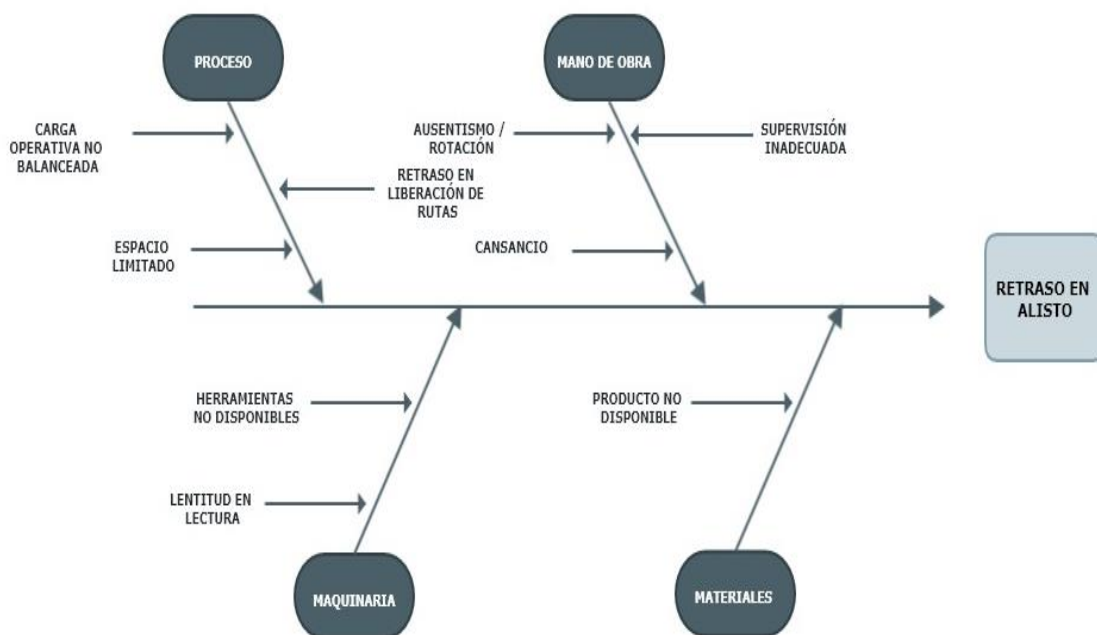 PROCESO
MANO DE OBRA
CARGA
OPERATIVA NO
BALANCEADA
RETRASO EN
LIBERACIÓN DE
RUTAS
ESPACIO
LIMITADO
AUSENTISMO /
ROTACIÓN
SUPERVISIÓN
INADECUADA
CANSANCIO
RETRASO EN
ALISTO
HERRAMIENTAS
NO DISPONIBLES
LENTITUD EN
LECTURA
PRODUCTO NO
DISPONIBLE
MAQUINARIA
MATERIALES